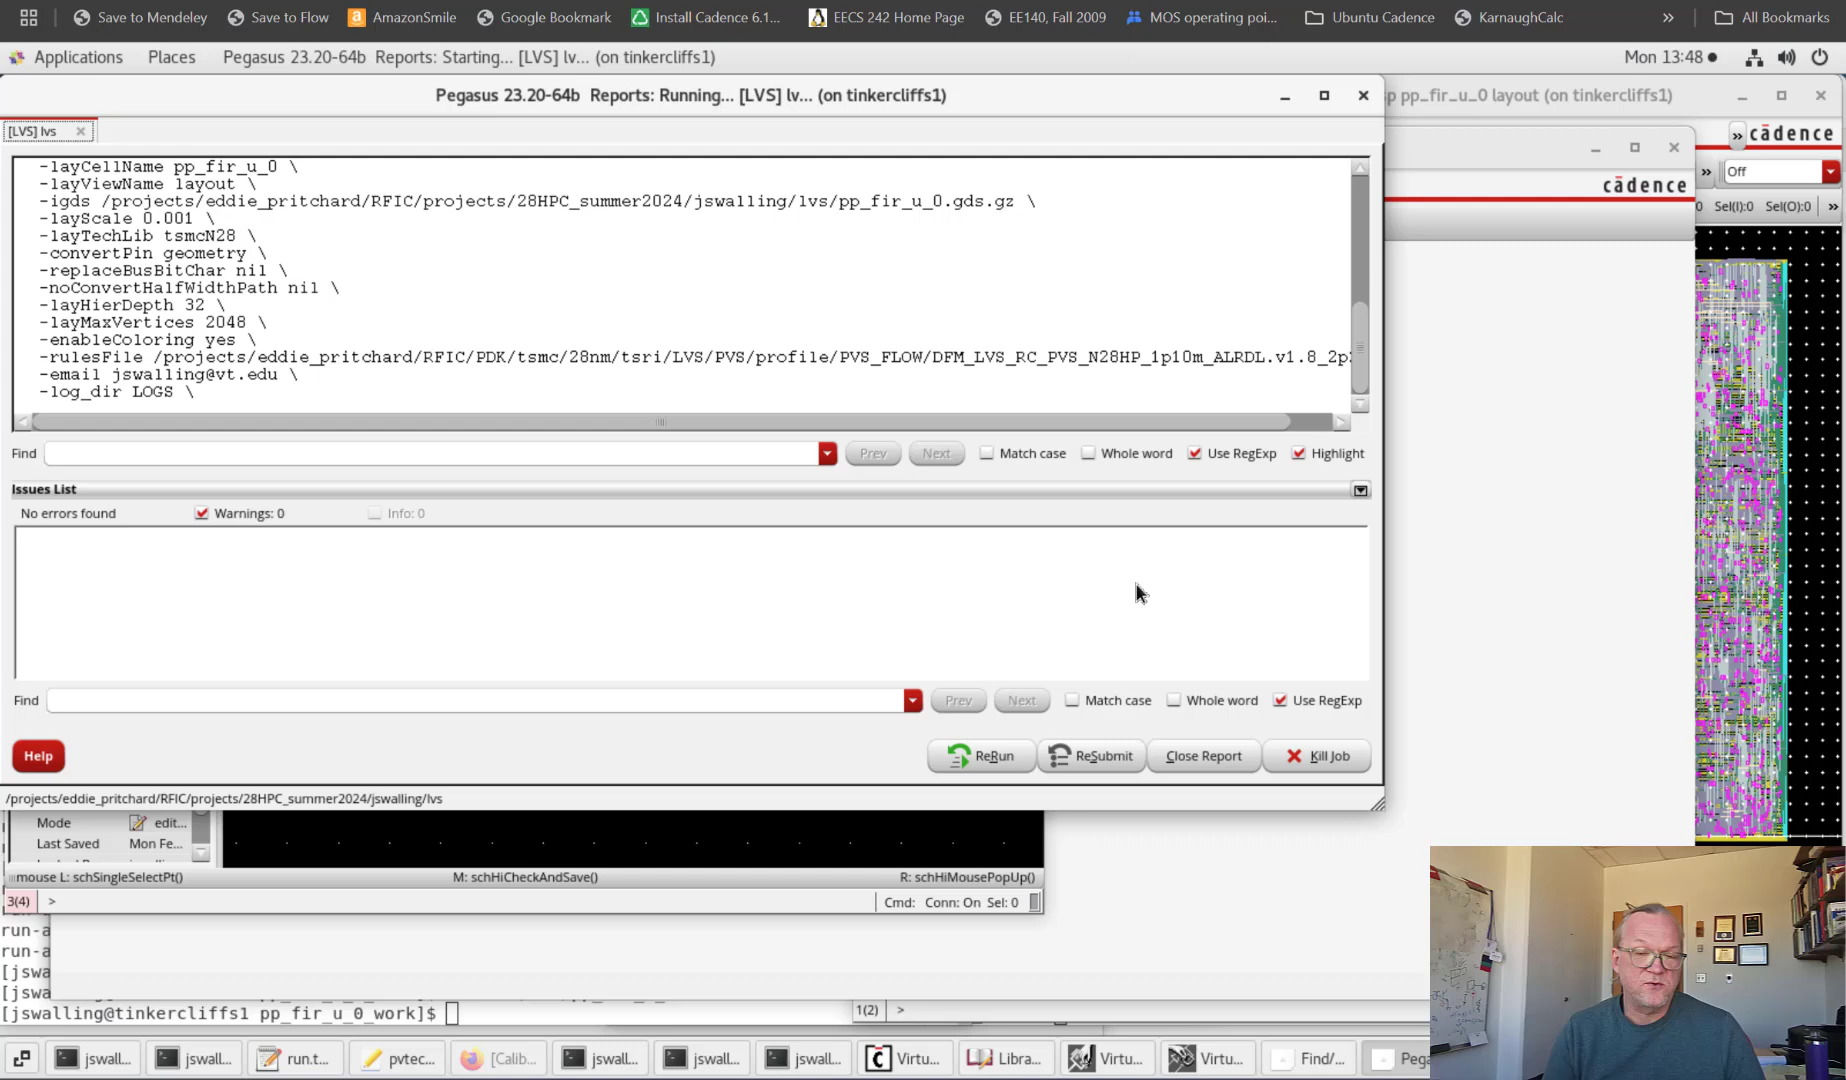 Save to Mendeley
Save to Flow
AmazonSmile
Google Bookmark
Install Cadence 6.1...
EECS 242 Home Page
EE140, Fall 2009
MOS operating poi...
Ubuntu Cadence
KarnaughCalc
»
All Bookmarks
Applications Places Pegasus 23.20-64b Reports: Starting... [LVS] lv... (on tinkercliffs1)
Mon 13:48
Pegasus 23.20-64b Reports: Running... [LVS] lv... (on tinkercliffs1)
p pp_fir_u_0 layout (on tinkercliffs1)
[LVS] lvs
» cādence
cādence
» Off
Sel(I):0 Sel(O):0 »
-layCellName pp_fir_u_0 \
-layViewName layout \
-igds /projects/eddie_pritchard/RFIC/projects/28HPC_summer2024/jswalling/lvs/pp_fir_u_0.gds.gz \
-layScale 0.001 \
-layTechLib tsmcN28 \
-convertPin geometry \
-replaceBusBitChar nil \
-noConvertHalfWidthPath nil \
-layHierDepth 32 \
-layMaxVertices 2048 \
-enableColoring yes \
-rulesFile /projects/eddie_pritchard/RFIC/PDK/tsmc/28nm/tsri/LVS/PVS/profile/PVS_FLOW/DFM_LVS_RC_PVS_N28HP_1p10m_ALRDL.v1.8_2p
-email jswalling@vt.edu \
-log_dir LOGS \
Find Prev Next Match case Whole word Use RegExp Highlight
Issues List
No errors found Warnings: 0 Info: 0
Find Prev Next Match case Whole word Use RegExp
Help ReRun ReSubmit Close Report Kill Job
/projects/eddie_pritchard/RFIC/projects/28HPC_summer2024/jswalling/lvs
Mode edit...
Last Saved Mon Fe...
mouse L: schSingleSelectPt() M: schHiCheckAndSave() R: schHiMousePopUp()
3(4) > Cmd: Conn: On Sel: 0
run-a
run-a
[jswa
[jswa
[jswalling@tinkercliffs1 pp_fir_u_0_work]$
1(2) >
jswall...
jswall...
run.t...
pvtec...
[Calib...
jswall...
jswall...
jswall...
Virtu...
Libra...
Virtu...
Virtu...
Find/...
Pega